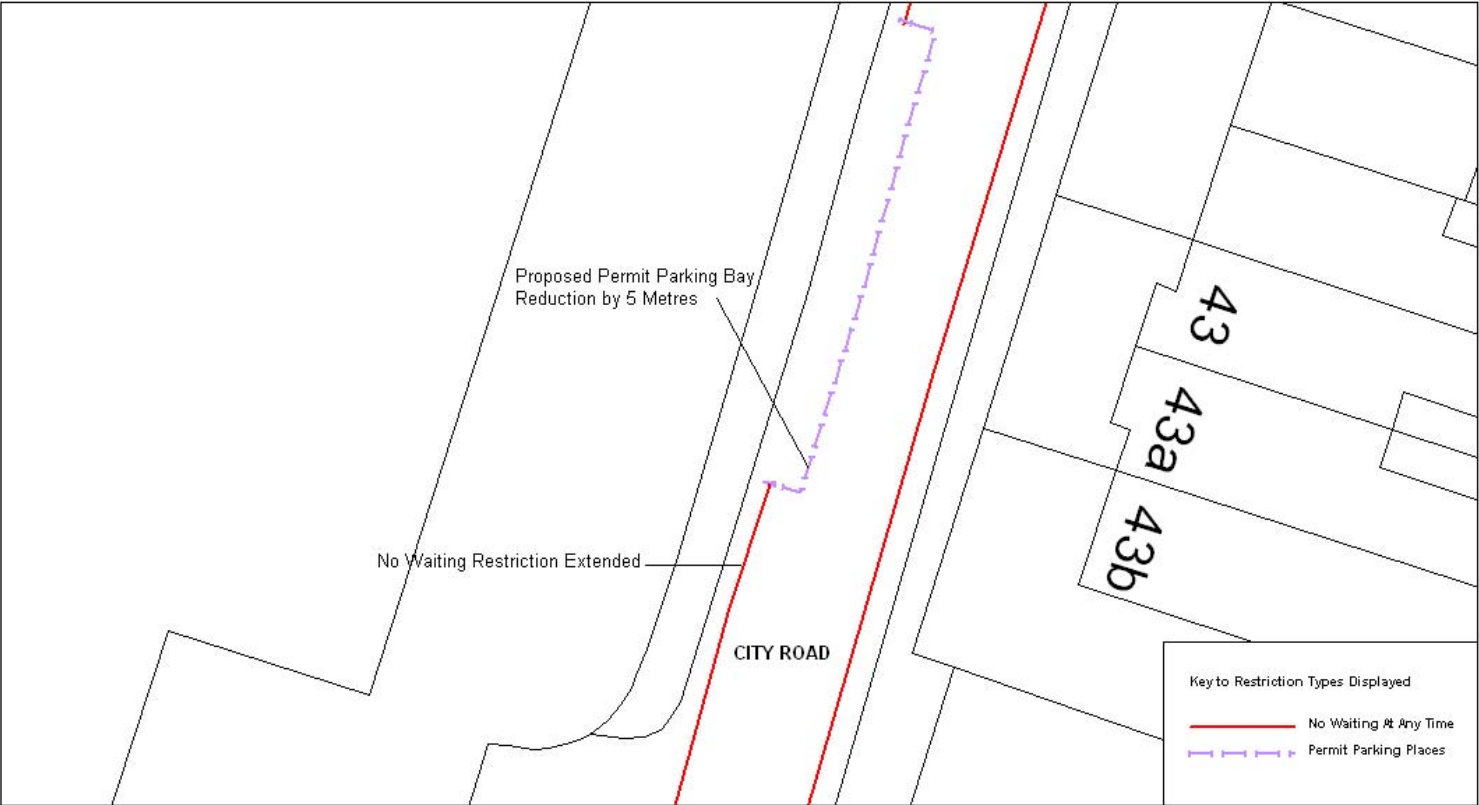 Proposed Permit Parking Bay
Reduction by 5 Metres
43
43a
No Waiting Restriction Extended
43b
CITY ROAD
Key to Restriction Types Displayed
No Waiting At Any Time
Permit Parking Places